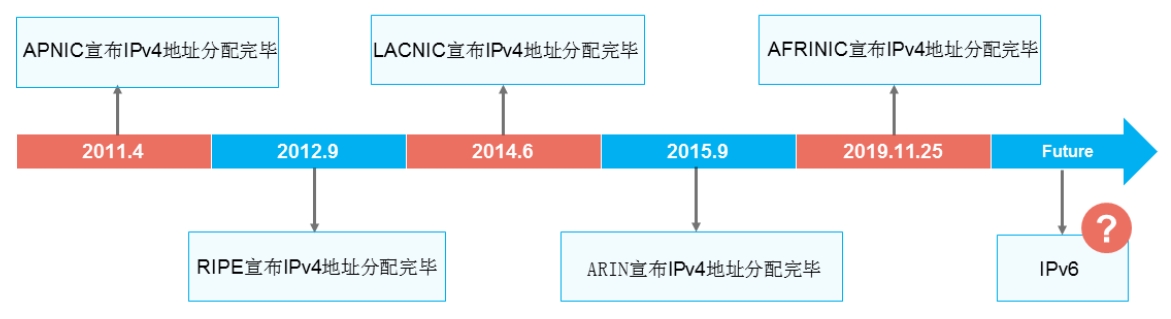 APNIC宣布IPv4地址分配完毕
LACNIC宣布IPv4地址分配完毕
AFRINIC宣布IPv4地址分配完毕
2011.4
2012.9
2014.6
2015.9
2019.11.25
Future
RIPE宣布IPv4地址分配完毕
ARIN宣布IPv4地址分配完毕
?
IPv6